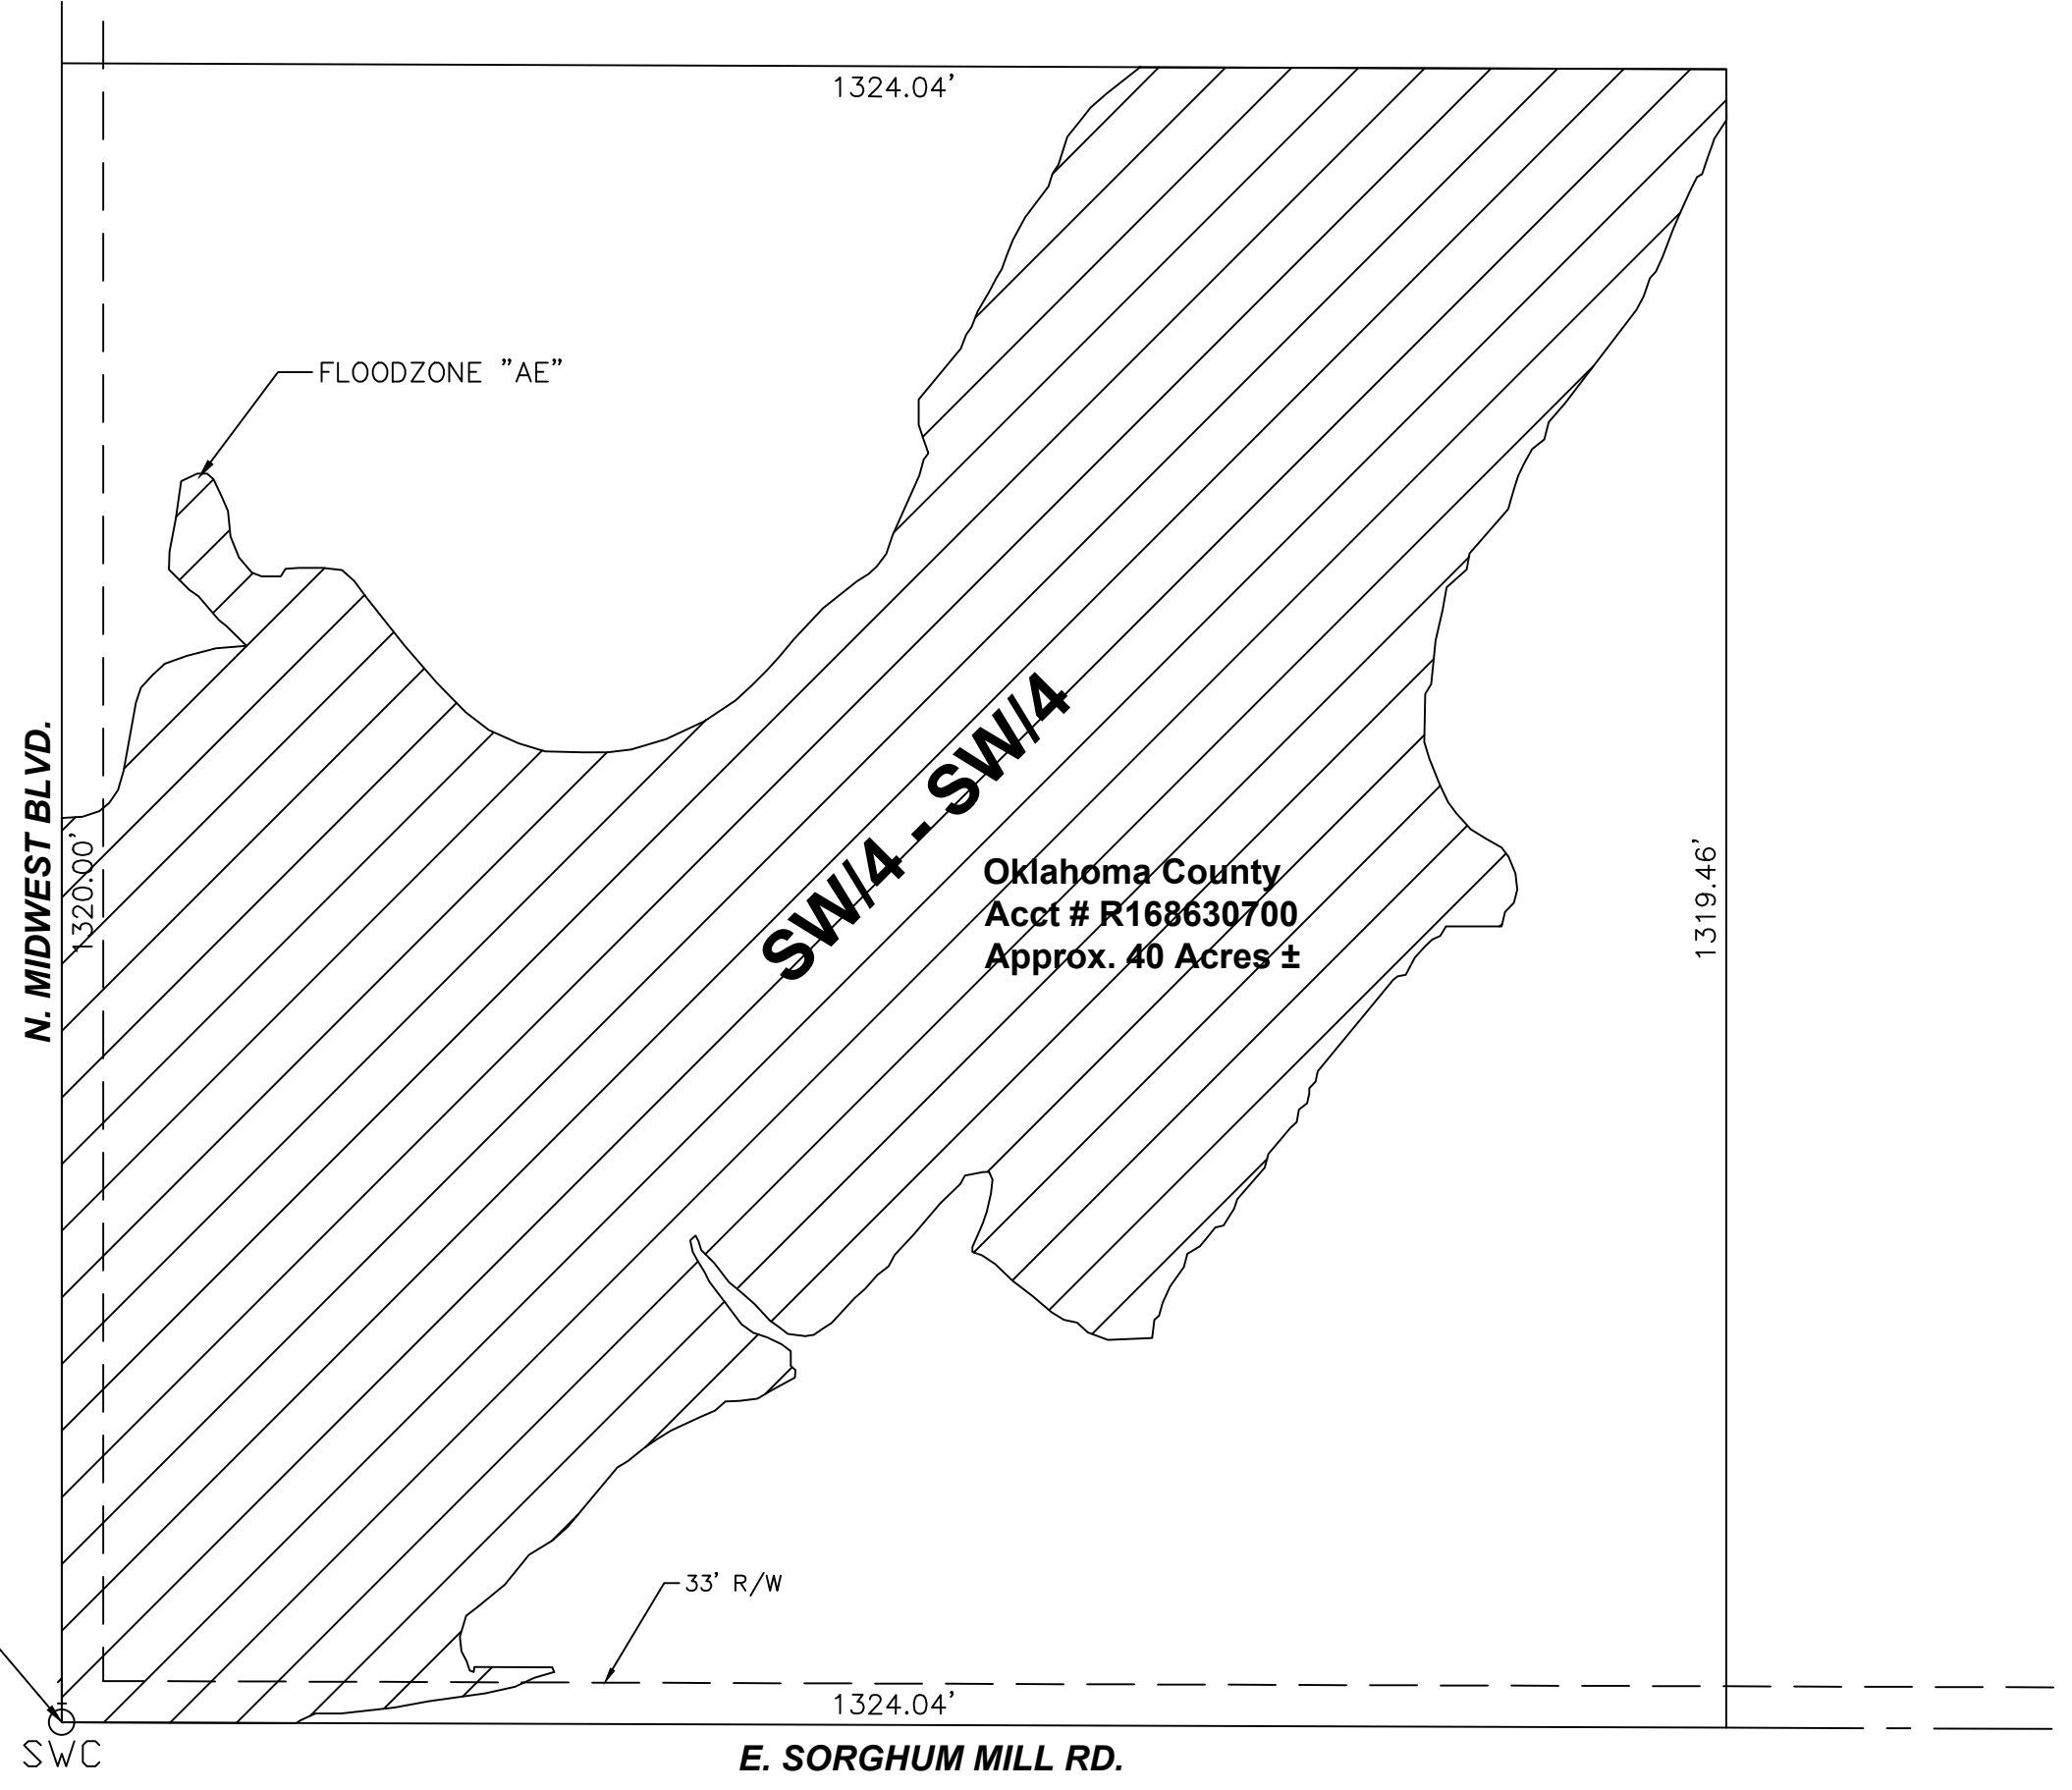 1324.04'
FLOODZONE "AE"
N. MIDWEST BLVD.
1320.00'
SW/4 - SW/4
Oklahoma County
Acct # R168630700
Approx. 40 Acres ±
1319.46'
33' R/W
1324.04'
SWC
E. SORGHUM MILL RD.